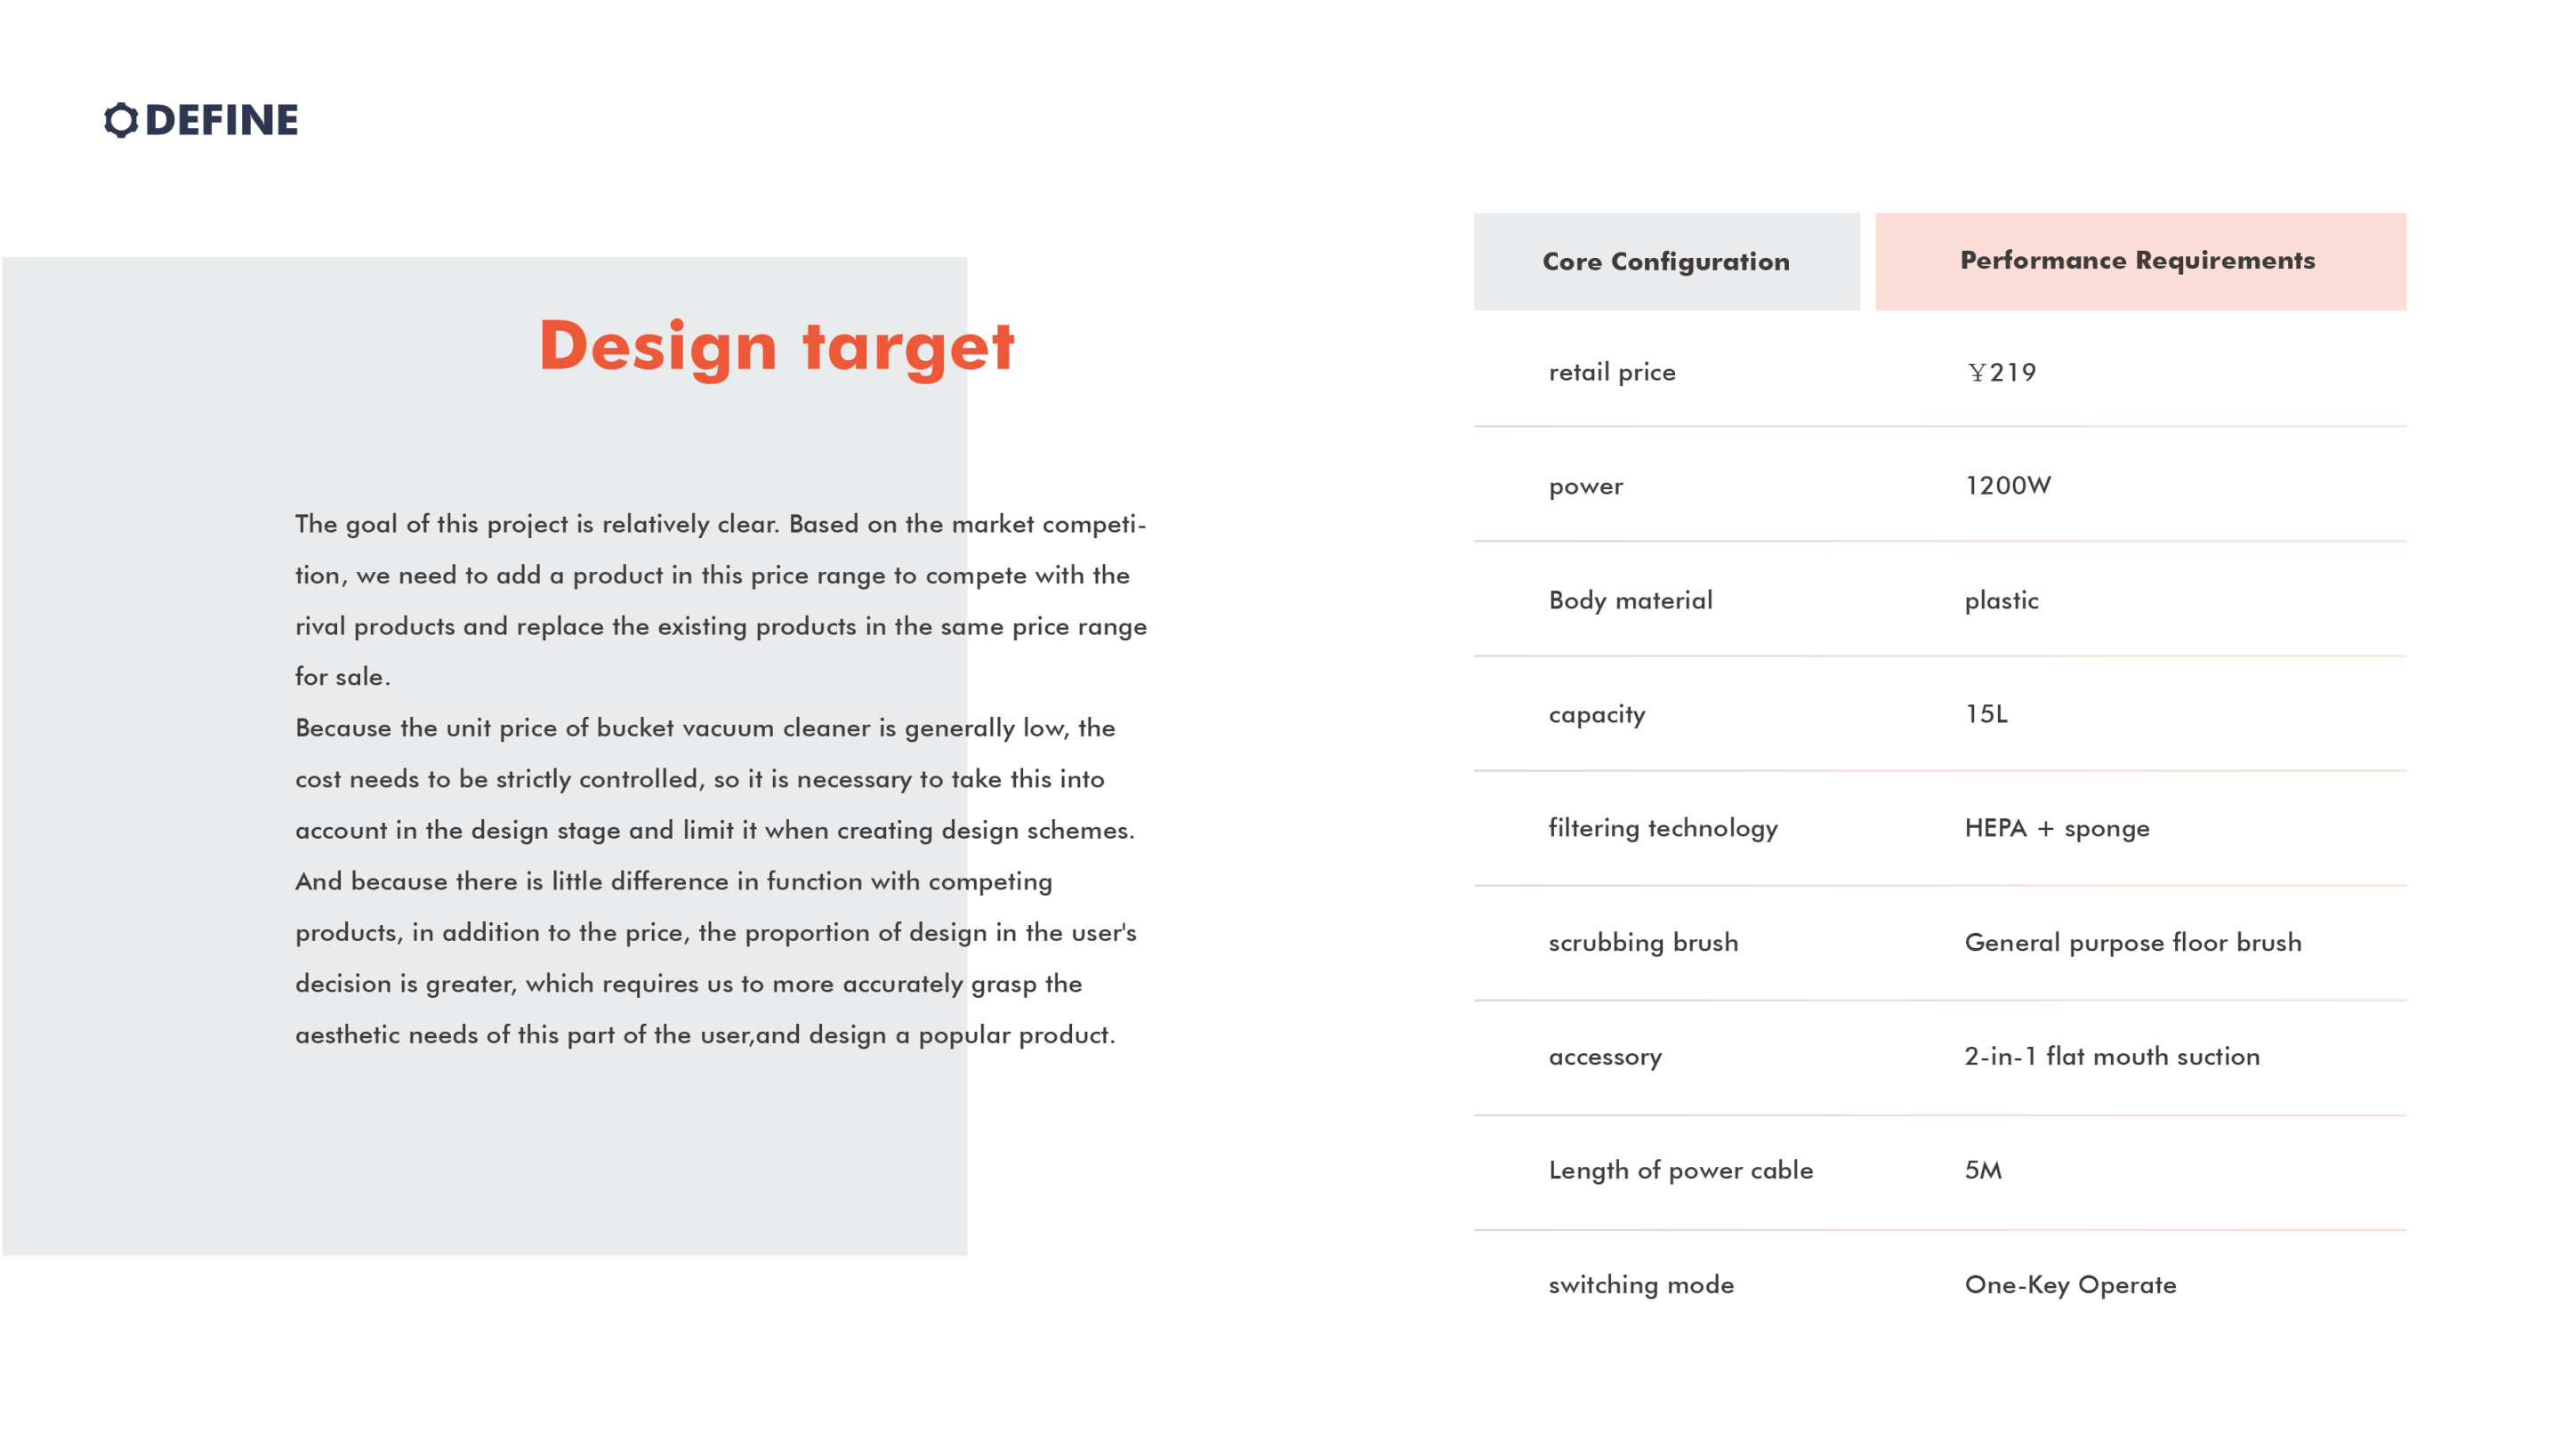 DEFINE
Design target
The goal of this project is relatively clear. Based on the market competi-
tion, we need to add a product in this price range to compete with the
rival products and replace the existing products in the same price range
for sale.
Because the unit price of bucket vacuum cleaner is generally low, the
cost needs to be strictly controlled, so it is necessary to take this into
account in the design stage and limit it when creating design schemes.
And because there is little difference in function with competing
products, in addition to the price, the proportion of design in the user's
decision is greater, which requires us to more accurately grasp the
aesthetic needs of this part of the user,and design a popular product.
Core Configuration Performance Requirements
retail price ¥219
power 1200W
Body material plastic
capacity 15L
filtering technology HEPA + sponge
scrubbing brush General purpose floor brush
accessory 2-in-1 flat mouth suction
Length of power cable 5M
switching mode One-Key Operate